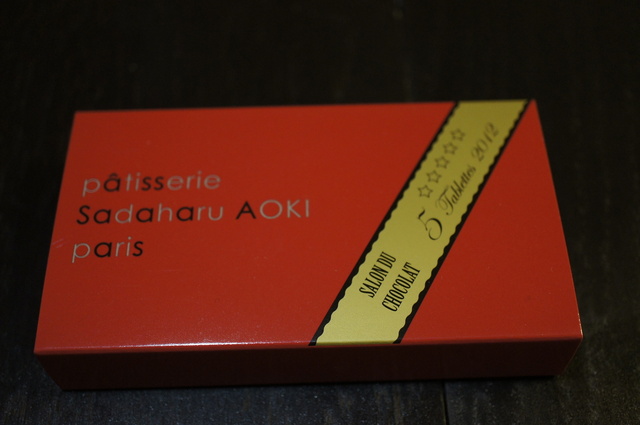 pâtisserie
Sadaharu AOKI
paris
SALON DU
CHOCOLAT
☆☆☆☆☆
5 Tablettes 2012